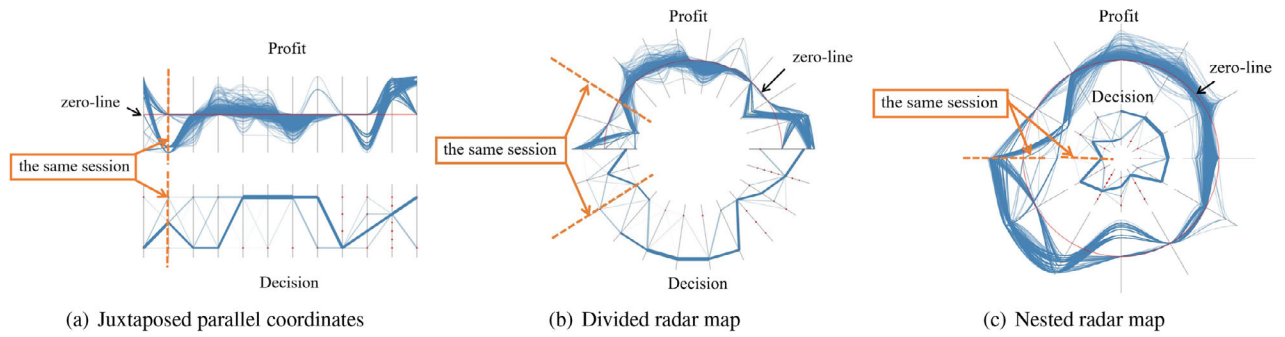 Profit
zero-line
the same session
Decision
(a) Juxtaposed parallel coordinates
Profit
zero-line
the same session
Decision
(b) Divided radar map
Profit
zero-line
the same session
Decision
(c) Nested radar map